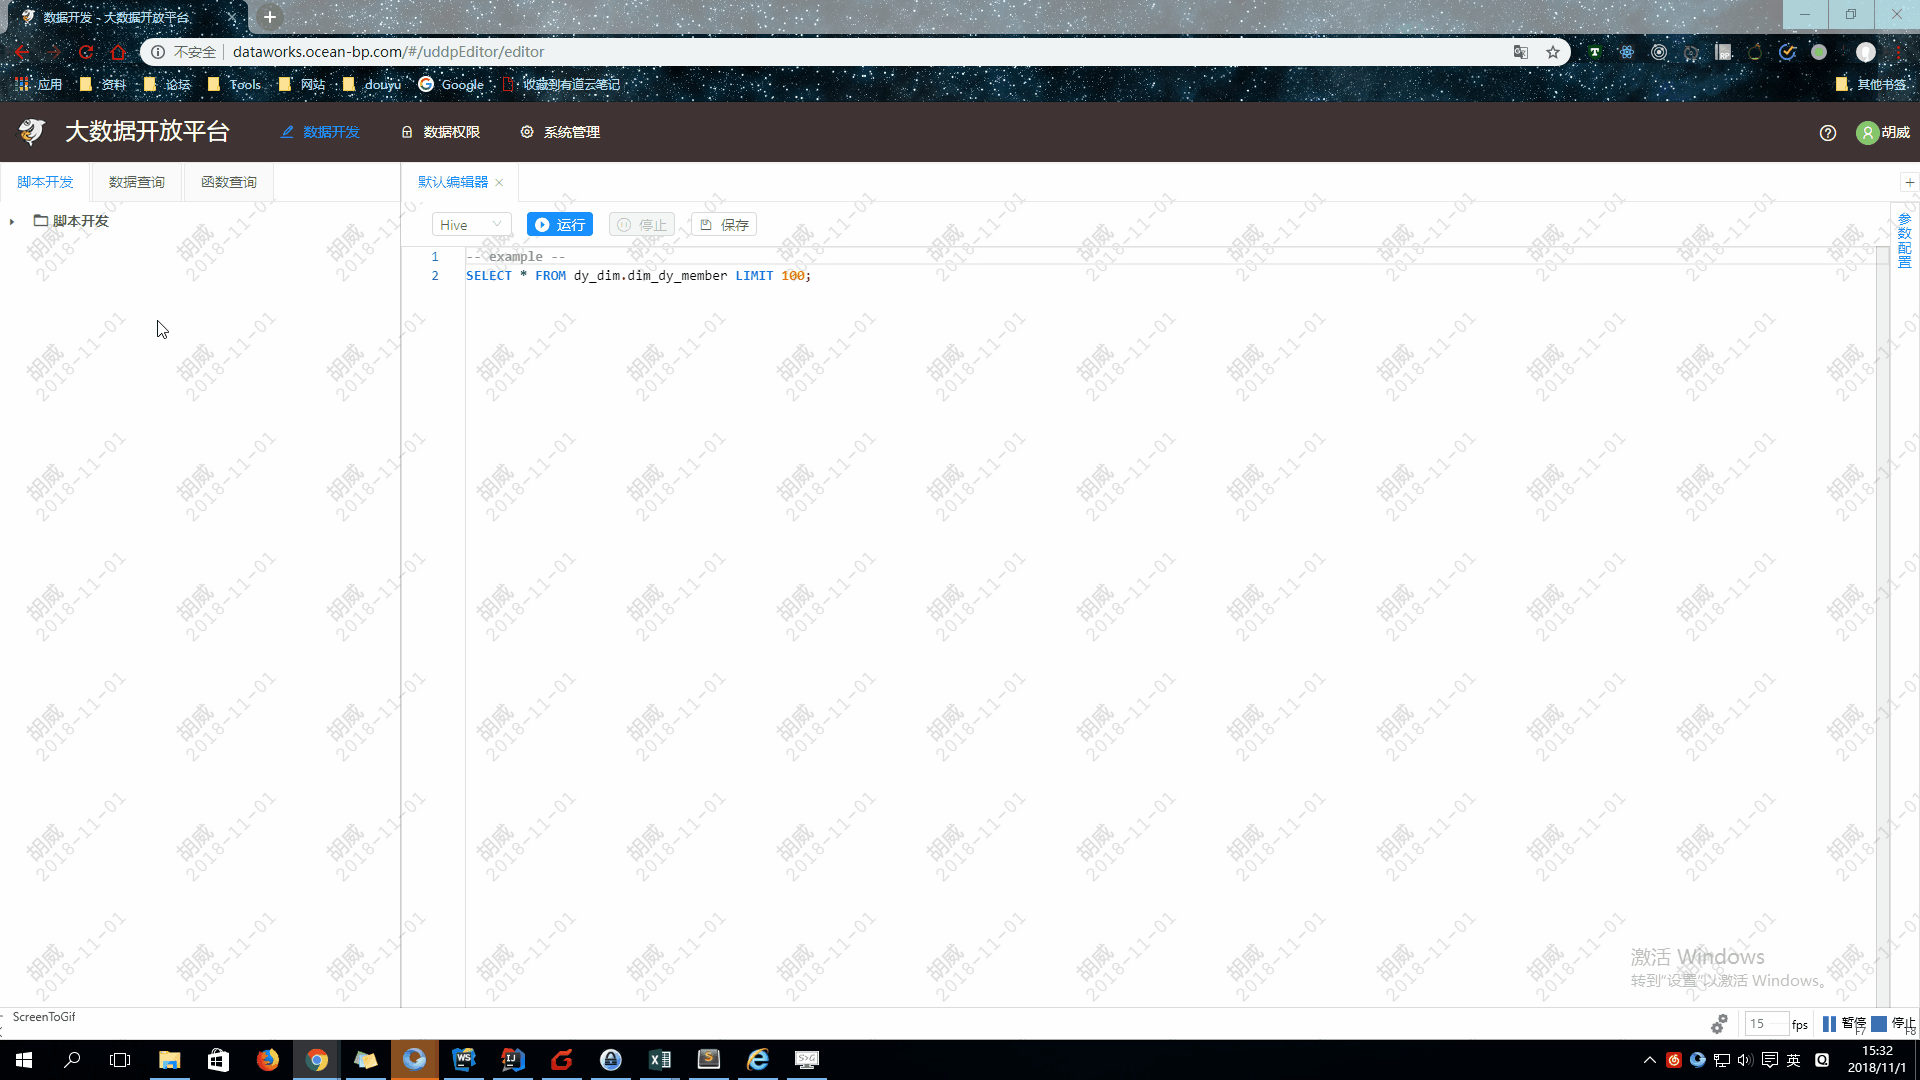 数据开发 - 大数据开放平台
不安全 dataworks.ocean-bp.com/#/uddpEditor/editor
应用 资料 论坛 Tools 网站 douyu Google 收藏到有道云笔记 其他书签
大数据开放平台 数据开发 数据权限 系统管理 胡威
脚本开发 数据查询 函数查询 默认编辑器
脚本开发
Hive 运行 停止 保存
参数配置
1 -- example --
2 SELECT * FROM dy_dim.dim_dy_member LIMIT 100;
胡威 2018-11-01
激活 Windows
转到“设置”以激活 Windows。
ScreenToGif
15 fps 暂停 F7 停止 F8
英 15:32
2018/11/1